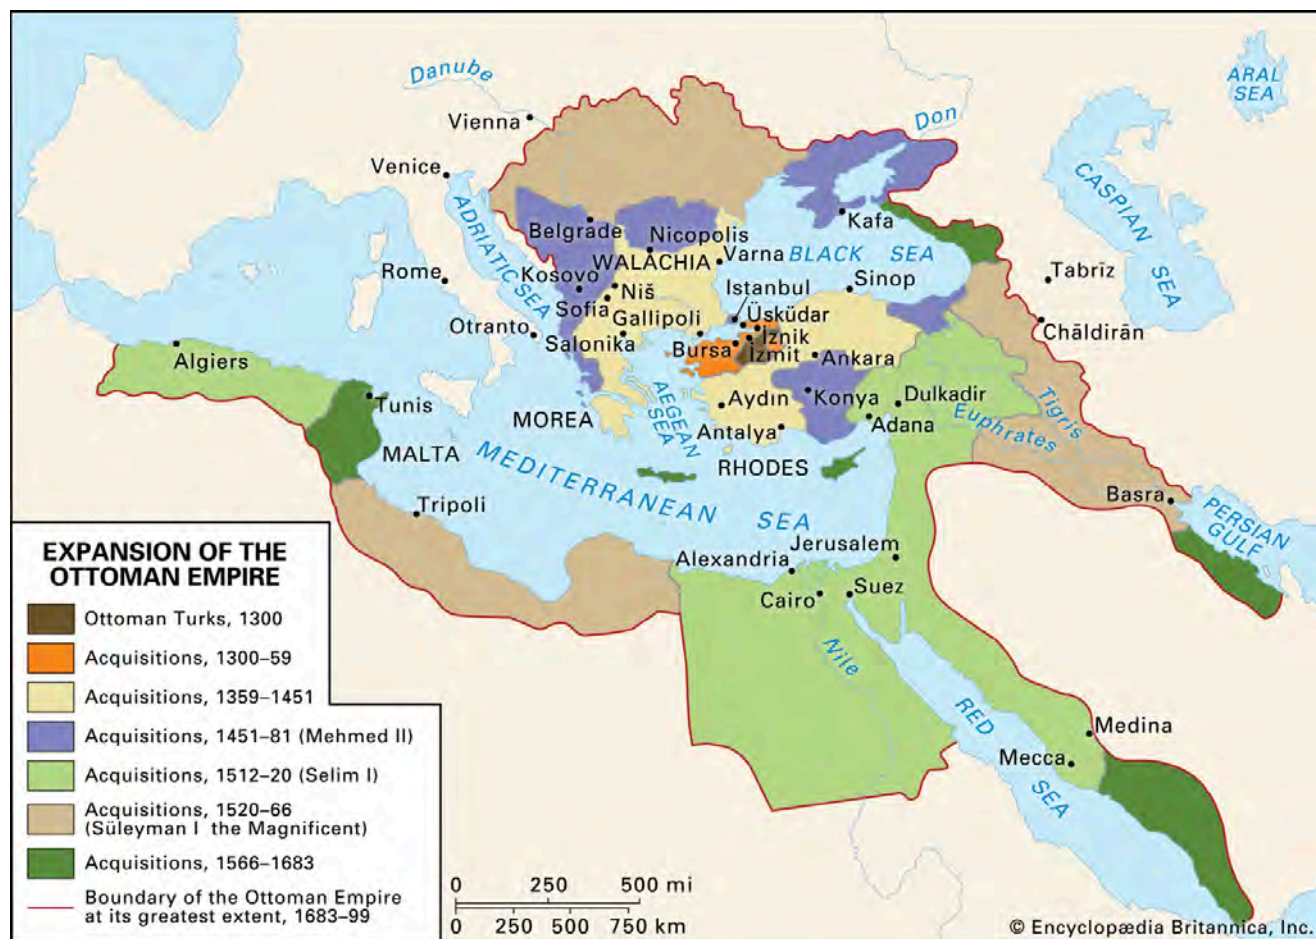 Danube
Vienna
Venice
ADRIATIC SEA
Rome
Otranto
Algiers
Tunis
MALTA
Tripoli
MEDITERRANEAN SEA
Belgrade
Nicopolis
WALACHIA
Varna
Kosovo
Niš
Sofia
Gallipoli
Salonika
MOREA
AEGEAN
SEA
Istanbul
Üsküdar
İznik
İzmit
Bursa
Ankara
Aydın
Konya
Antalya
RHODES
Dulkadir
Adana
Don
Kafa
BLACK SEA
Sinop
ARAL
SEA
CASPIAN
SEA
Tabrīz
Chāldirān
Tigris
Euphrates
Basra
PERSIAN
GULF
Jerusalem
Alexandria
Cairo
Suez
Nile
RED
SEA
Medina
Mecca
EXPANSION OF THE
OTTOMAN EMPIRE
Ottoman Turks, 1300
Acquisitions, 1300–59
Acquisitions, 1359–1451
Acquisitions, 1451–81 (Mehmed II)
Acquisitions, 1512–20 (Selim I)
Acquisitions, 1520–66
(Süleyman I the Magnificent)
Acquisitions, 1566–1683
Boundary of the Ottoman Empire
at its greatest extent, 1683–99
0 250 500 mi
0 250 500 750 km
© Encyclopædia Britannica, Inc.